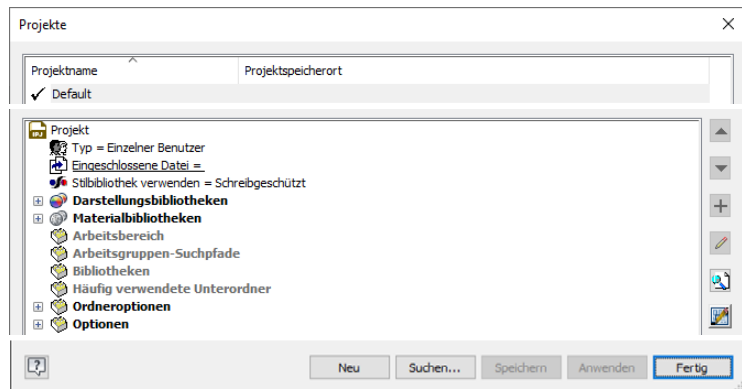 Projekte
Projektname Projektspeicherort
Default
Projekt
Typ = Einzelner Benutzer
Eingeschlossene Datei =
Stilbibliothek verwenden = Schreibgeschützt
Darstellungsbibliotheken
Materialbibliotheken
Arbeitsbereich
Arbeitsgruppen-Suchpfade
Bibliotheken
Häufig verwendete Unterordner
Ordneroptionen
Optionen
Neu Suchen... Speichern Anwenden Fertig